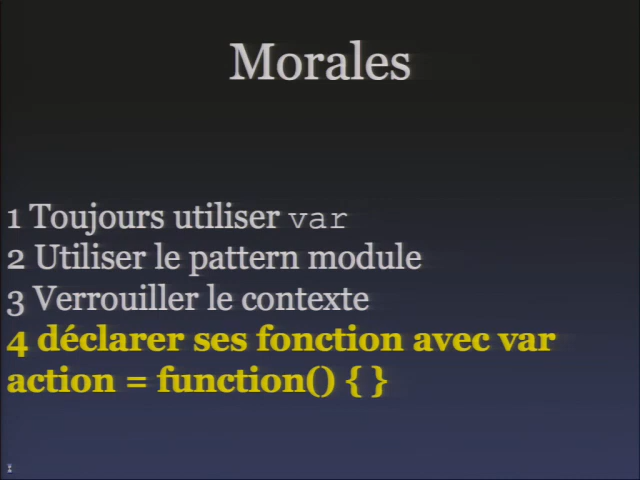 Morales
1 Toujours utiliser var
2 Utiliser le pattern module
3 Verrouiller le contexte
4 déclarer ses fonction avec var
action = function() { }